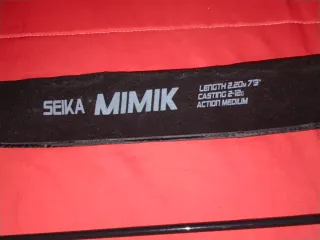 SEIKA MIMIK
LENGTH 2.20m 7'3"
CASTING 2-12g
ACTION MEDIUM